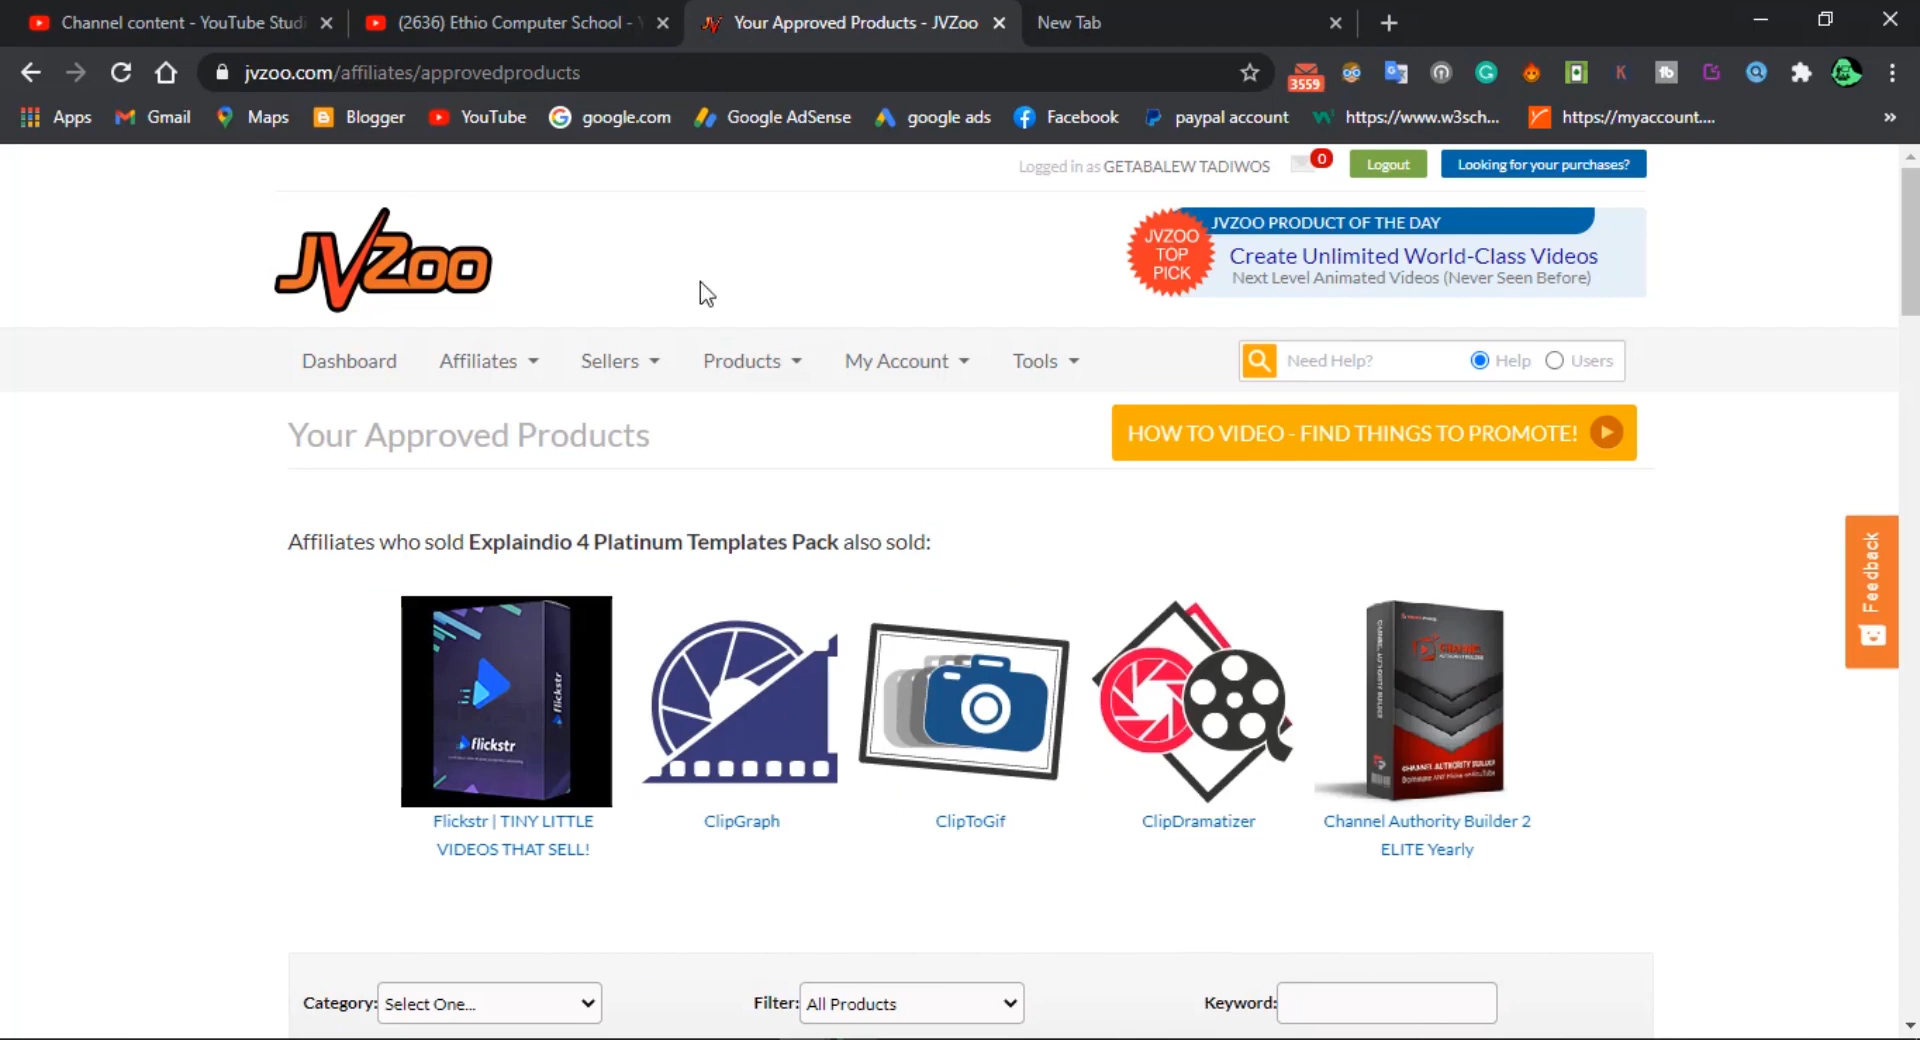 Channel content - YouTube Studi
(2636) Ethio Computer School -
Your Approved Products - JVZoo
New Tab
jvzoo.com/affiliates/approvedproducts
3559
Apps
Gmail
Maps
Blogger
YouTube
google.com
Google AdSense
google ads
Facebook
paypal account
https://www.w3sch...
https://myaccount....
»
Logged in as GETABALEW TADIWOS
0
Logout
Looking for your purchases?
JVZoo
JVZOO TOP PICK
JVZOO PRODUCT OF THE DAY
Create Unlimited World-Class Videos
Next Level Animated Videos (Never Seen Before)
Dashboard
Affiliates
Sellers
Products
My Account
Tools
Need Help?
Help
Users
Your Approved Products
HOW TO VIDEO - FIND THINGS TO PROMOTE!
Feedback
Affiliates who sold Explaindio 4 Platinum Templates Pack also sold:
flickstr
flickstr
CHANNEL
CHANNEL AUTHORITY BUILDER
Flickstr | TINY LITTLE
VIDEOS THAT SELL!
ClipGraph
ClipToGif
ClipDramatizer
Channel Authority Builder 2
ELITE Yearly
Category: Select One...
Filter: All Products
Keyword: